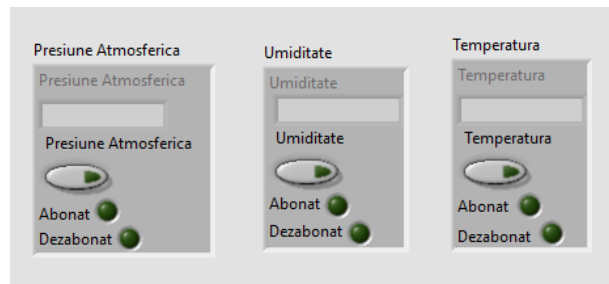 Presiune Atmosferica
Presiune Atmosferica
Presiune Atmosferica
Abonat
Dezabonat
Umiditate
Umiditate
Umiditate
Abonat
Dezabonat
Temperatura
Temperatura
Temperatura
Abonat
Dezabonat